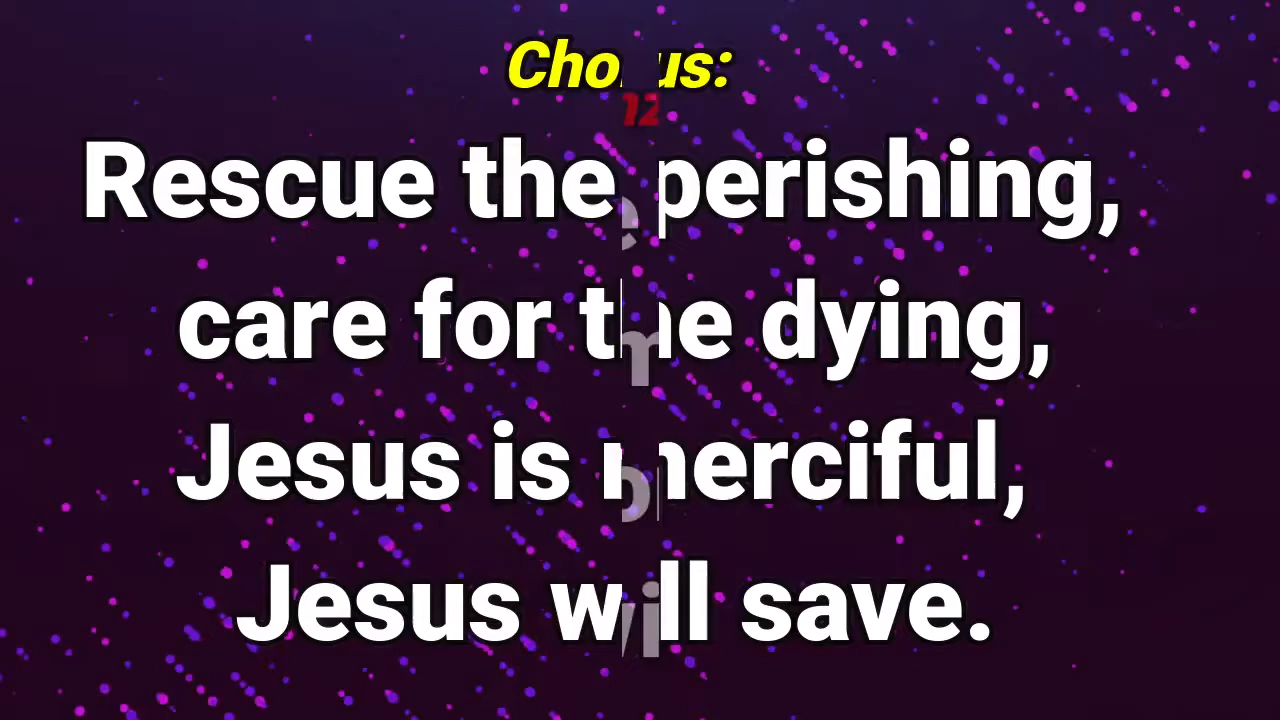 Chorus:
12
Rescue the perishing,
care for the dying,
Jesus is merciful,
Jesus will save.